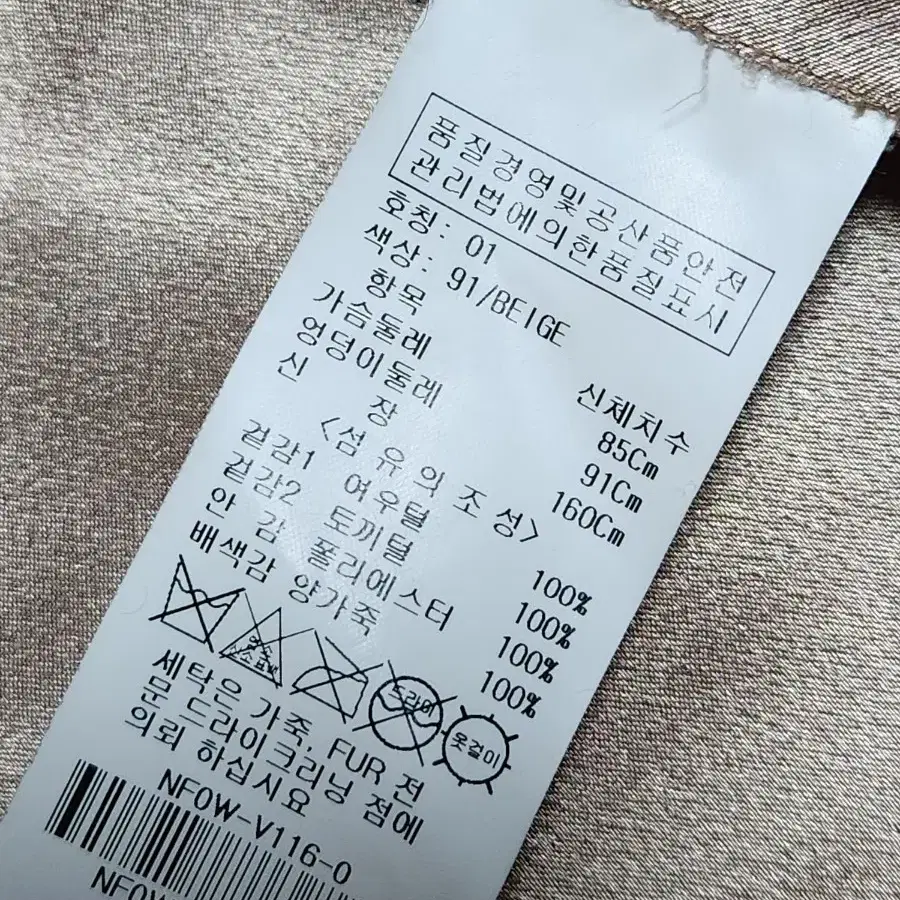 품질경영및공산품안전
관리법에의한품질표시
호칭: 01
색상: 91/BEIGE
항목 신체치수
가슴둘레 85Cm
엉덩이둘레 91Cm
신 장 160Cm
<섬 유 의 조 성>
겉감1 여우털 100%
겉감2 토끼털 100%
안 감 폴리에스터 100%
배색감 양가죽 100%
드라이
옷걸이
세탁은 가죽, FUR 전
문 드라이크리닝 점에
의뢰 하십시요
NF0W-V116-0